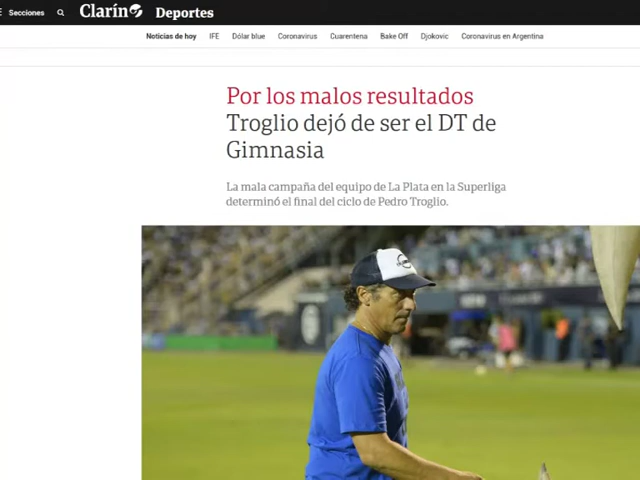 Secciones Clarín Deportes
Noticias de hoy IFE Dólar blue Coronavirus Cuarentena Bake Off Djokovic Coronavirus en Argentina
Por los malos resultados
Troglio dejó de ser el DT de
Gimnasia
La mala campaña del equipo de La Plata en la Superliga
determinó el final del ciclo de Pedro Troglio.